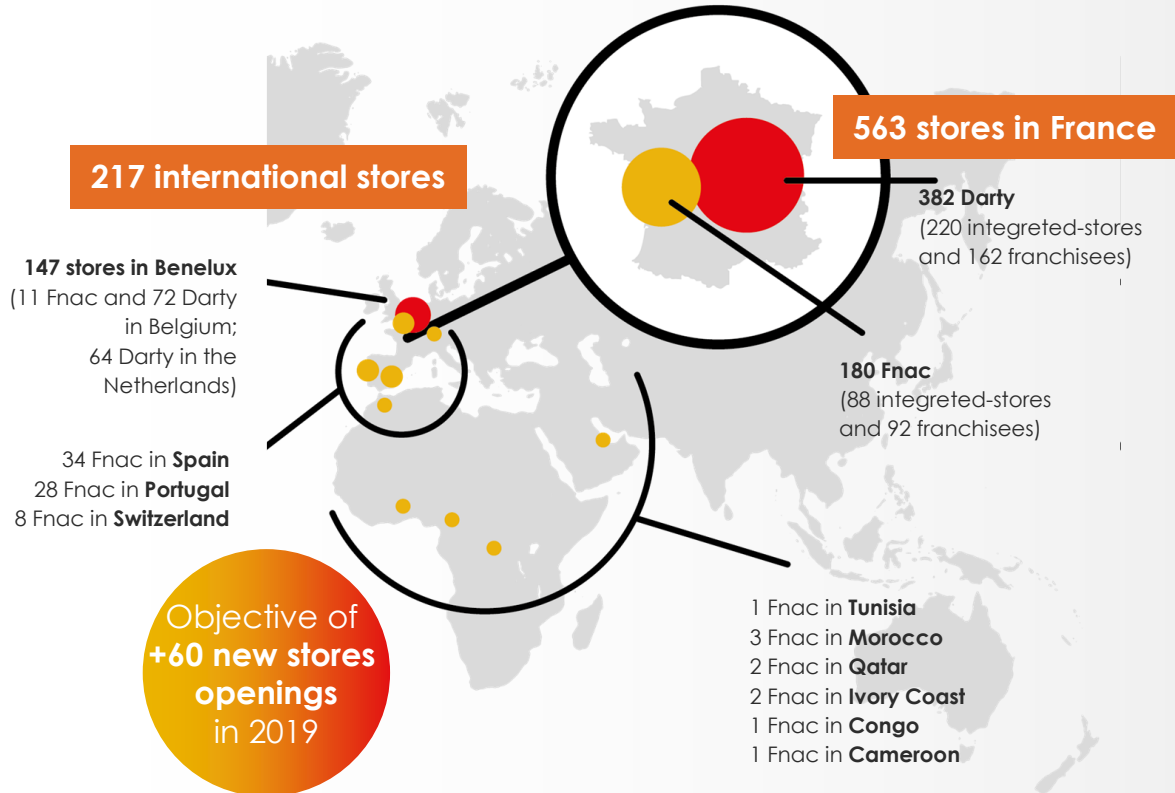 217 international stores
563 stores in France
382 Darty
(220 integreted-stores
and 162 franchisees)
147 stores in Benelux
(11 Fnac and 72 Darty
in Belgium;
64 Darty in the
Netherlands)
180 Fnac
(88 integreted-stores
and 92 franchisees)
34 Fnac in Spain
28 Fnac in Portugal
8 Fnac in Switzerland
Objective of
+60 new stores
openings
in 2019
1 Fnac in Tunisia
3 Fnac in Morocco
2 Fnac in Qatar
2 Fnac in Ivory Coast
1 Fnac in Congo
1 Fnac in Cameroon